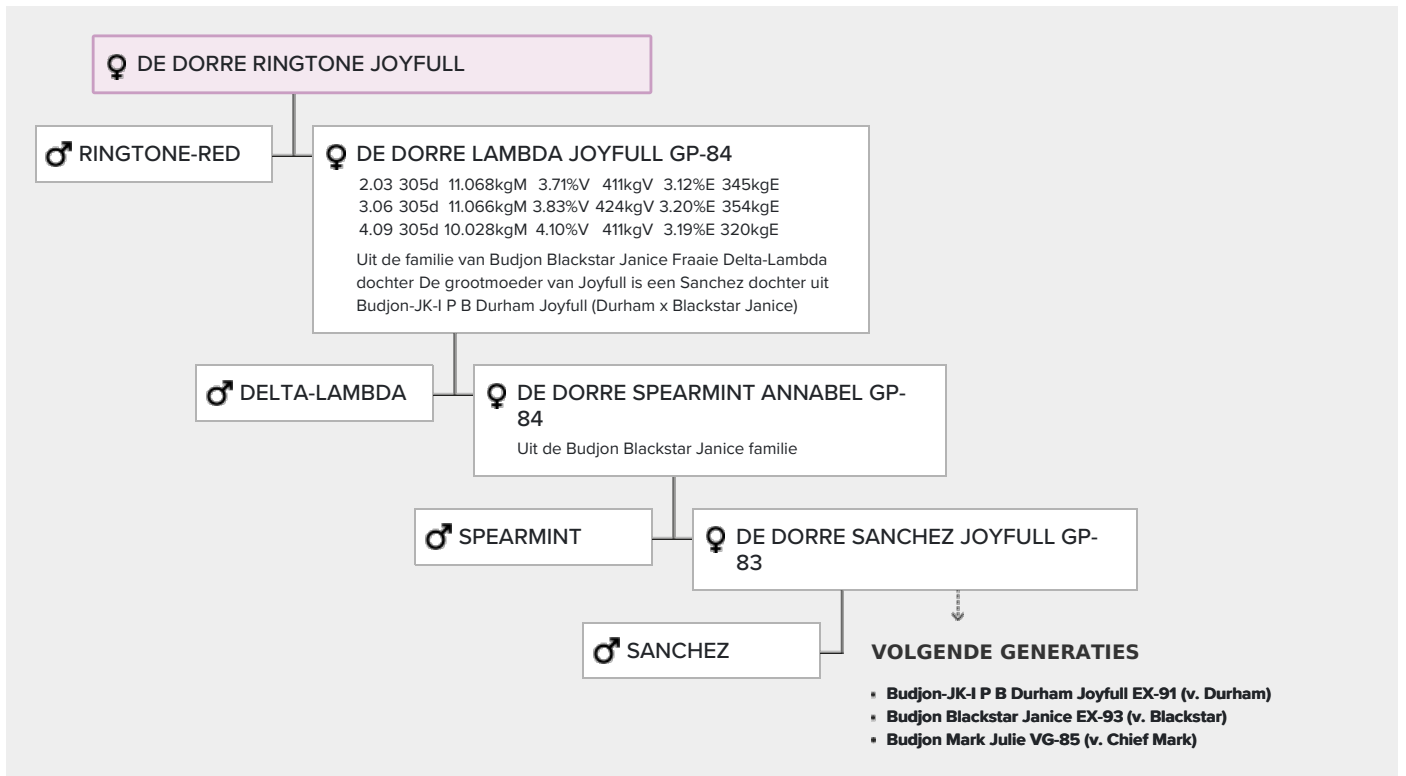 DE DORRE RINGTONE JOYFULL
RINGTONE-RED
DE DORRE LAMBDA JOYFULL GP-84
2.03 305d 11.068kgM 3.71%V 411kgV 3.12%E 345kgE
3.06 305d 11.066kgM 3.83%V 424kgV 3.20%E 354kgE
4.09 305d 10.028kgM 4.10%V 411kgV 3.19%E 320kgE
Uit de familie van Budjon Blackstar Janice Fraaie Delta-Lambda
dochter De grootmoeder van Joyfull is een Sanchez dochter uit
Budjon-JK-I P B Durham Joyfull (Durham x Blackstar Janice)
DELTA-LAMBDA
DE DORRE SPEARMINT ANNABEL GP-
84
Uit de Budjon Blackstar Janice familie
SPEARMINT
DE DORRE SANCHEZ JOYFULL GP-
83
SANCHEZ
VOLGENDE GENERATIES
Budjon-JK-I P B Durham Joyfull EX-91 (v. Durham)
Budjon Blackstar Janice EX-93 (v. Blackstar)
Budjon Mark Julie VG-85 (v. Chief Mark)